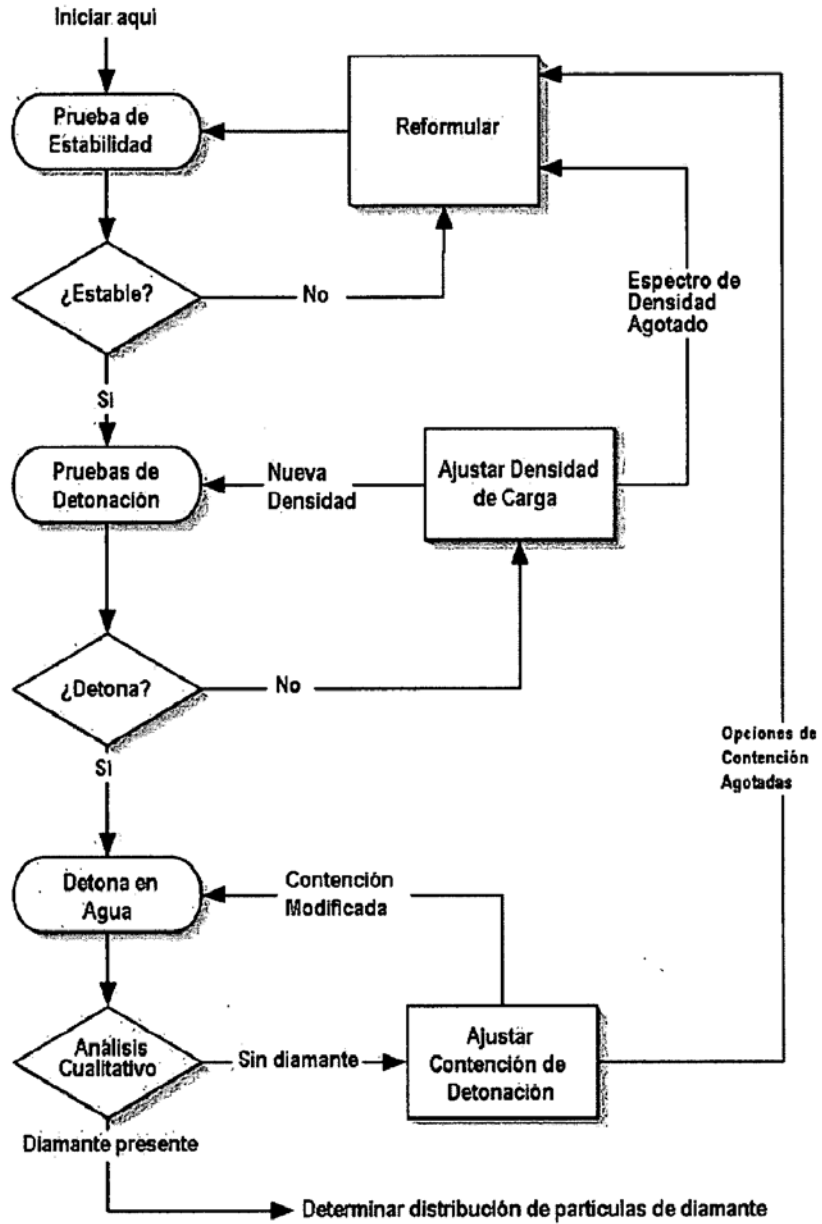 Iniciar aqui
Prueba de
Estabilidad
Reformular
¿Estable?
No
Espectro de
Densidad
Agotado
Sí
Pruebas de
Detonación
Nueva
Densidad
Ajustar Densidad
de Carga
¿Detona?
No
Opciones de
Contención
Agotadas
Sí
Detona en
Agua
Contención
Modificada
Análisis
Cualitativo
Sin diamante
Ajustar
Contención de
Detonación
Diamante presente
Determinar distribución de partículas de diamante